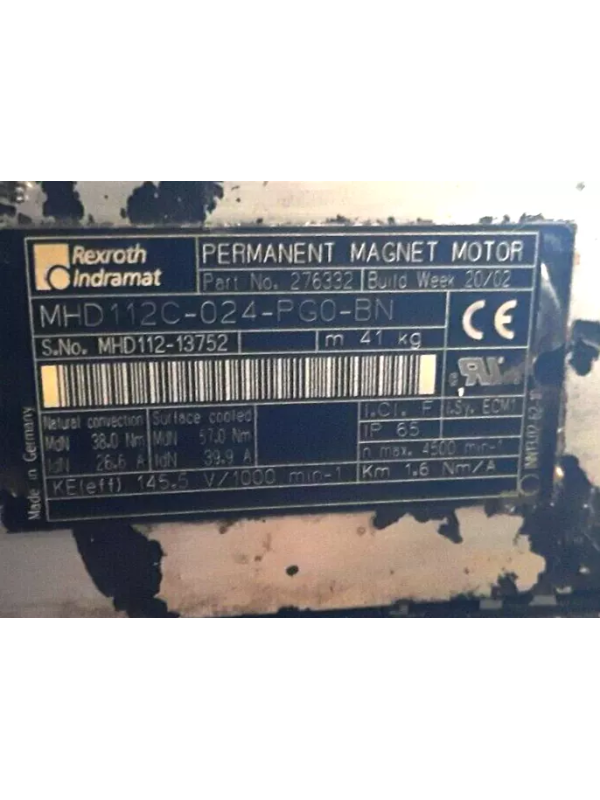 Rexroth
Indramat
PERMANENT MAGNET MOTOR
Part No. 276332 Build Week 20/02
MHD112C-024-PG0-BN
CE
S.No. MHD112-13752 m 41 kg
Natural convection Surface cooled I.Cl. F I.Sy. ECM1
MdN 38.0 Nm MdN 57.0 Nm IP 65
IdN 26.6 A IdN 39.9 A n max. 4500 min-1
KE(eff) 145.5 V/1000 min-1 Km 1.6 Nm/A
Made in Germany